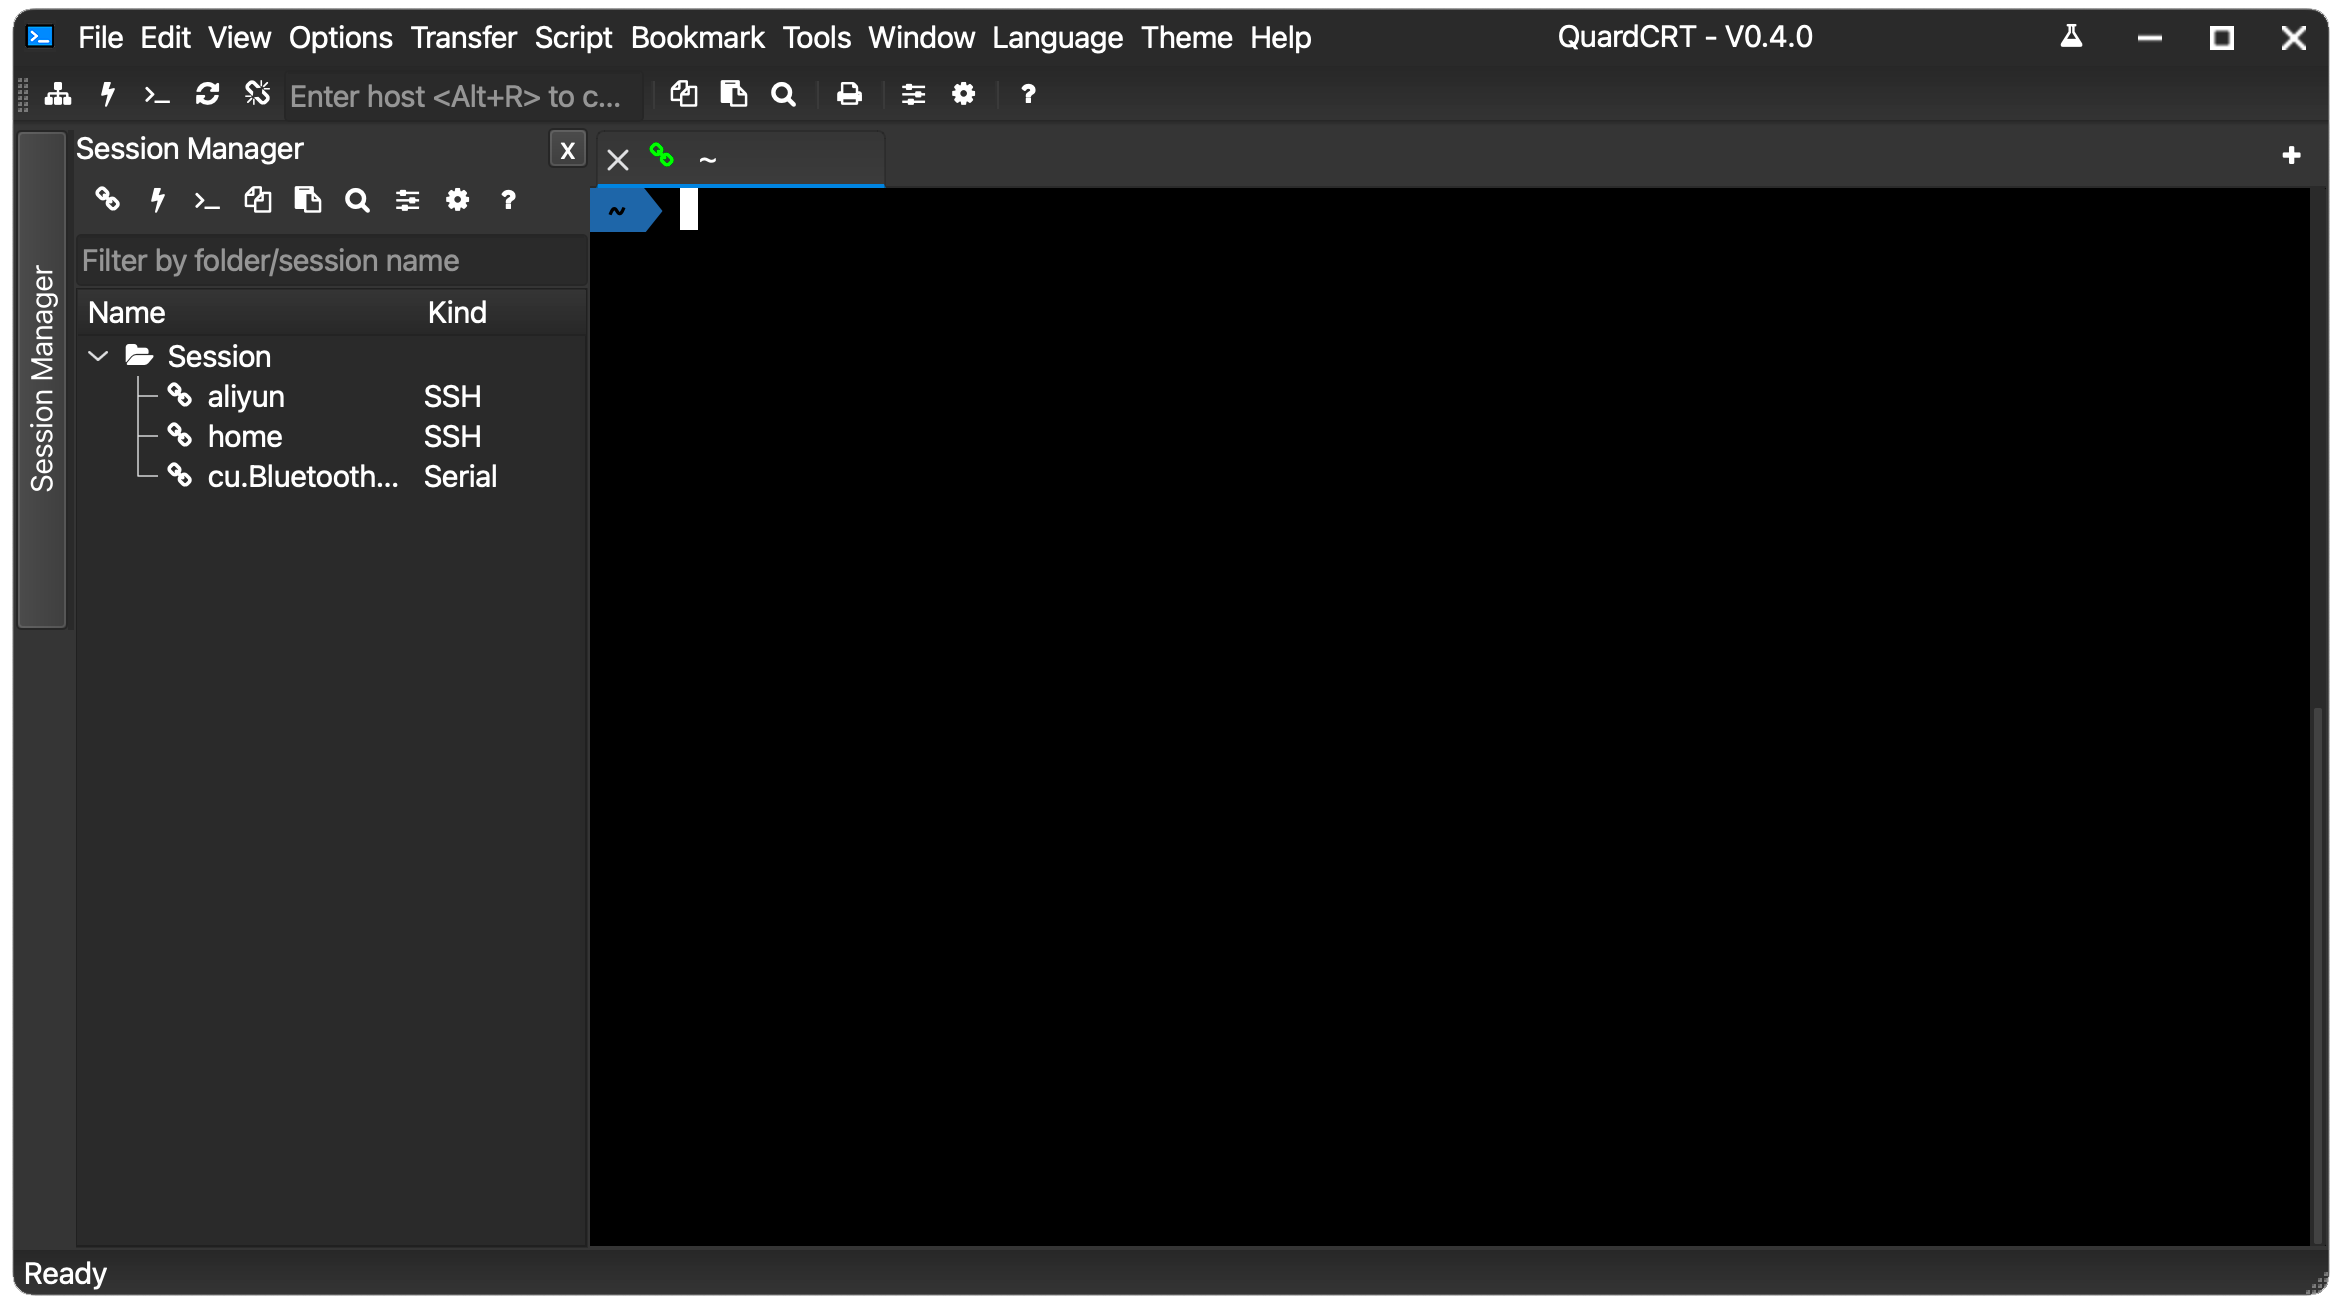 File Edit View Options Transfer Script Bookmark Tools Window Language Theme Help QuardCRT - V0.4.0
Enter host <Alt+R> to c...
?
Session Manager
Session Manager
x
~
?
Filter by folder/session name
Name Kind
Session
aliyun SSH
home SSH
cu.Bluetooth... Serial
~
Ready